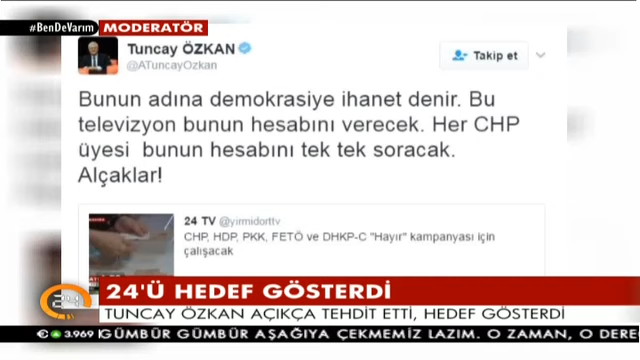 #BenDeVarım
MODERATÖR
Tuncay ÖZKAN
@ATuncayOzkan
Takip et
Bunun adına demokrasiye ihanet denir. Bu
televizyon bunun hesabını verecek. Her CHP
üyesi bunun hesabını tek tek soracak.
Alçaklar!
24 TV @yirmidorttv
CHP, HDP, PKK, FETÖ ve DHKP-C "Hayır" kampanyası için
çalışacak
24
24'Ü HEDEF GÖSTERDİ
TUNCAY ÖZKAN AÇIKÇA TEHDİT ETTİ, HEDEF GÖSTERDİ
€ 3.969 GÜMBÜR GÜMBÜR AŞAĞIYA ÇEKMEMİZ LAZIM. O ZAMAN, O DERE